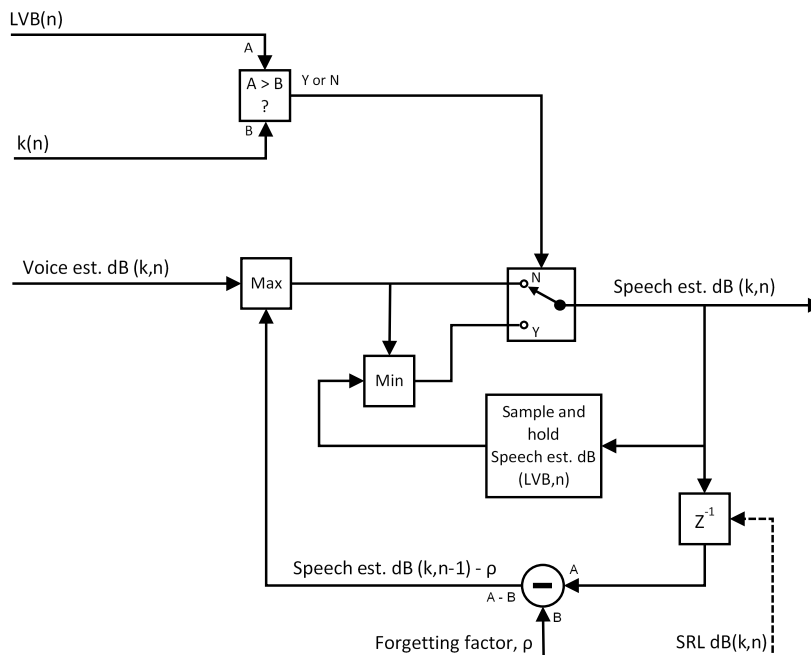 LVB(n)
A
A > B
?
Y or N
B
k(n)
Voice est. dB (k,n)
Max
N
Speech est. dB (k,n)
Y
Min
Sample and
hold
Speech est. dB
(LVB,n)
Z-1
Speech est. dB (k,n-1) - ρ
A
A - B
B
Forgetting factor, ρ
SRL dB(k,n)